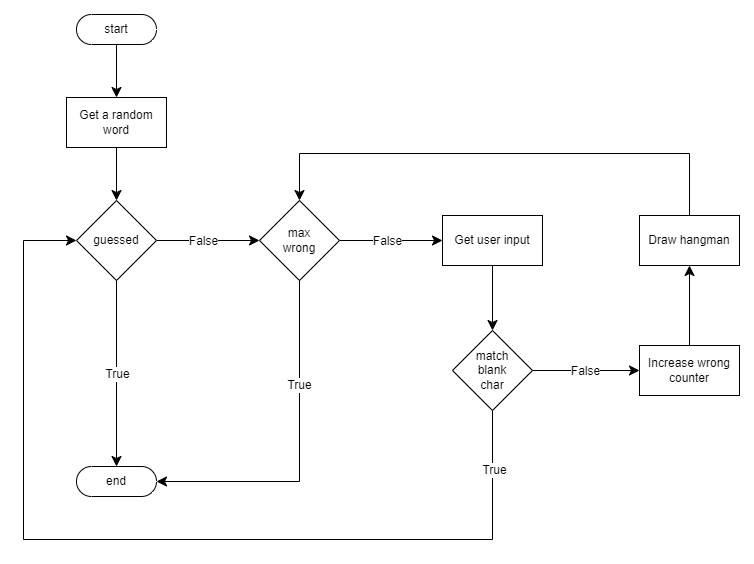 start
Get a random
word
guessed
False
max
wrong
False
Get user input
Draw hangman
match
blank
char
False
Increase wrong
counter
True
True
True
end